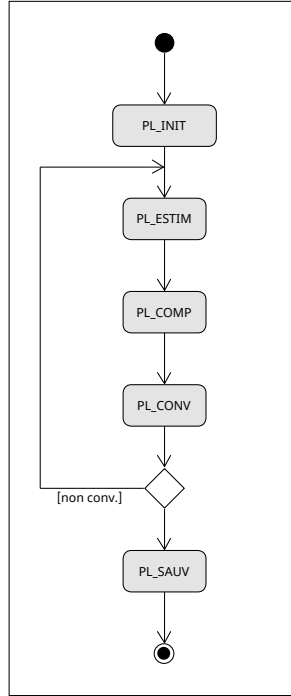 PL_INIT
PL_ESTIM
PL_COMP
PL_CONV
[non conv.]
PL_SAUV